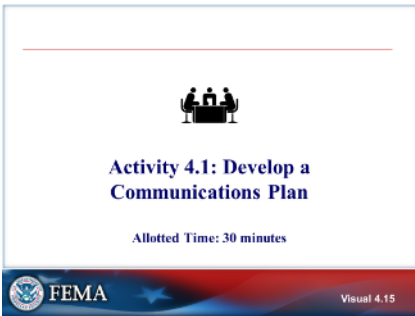 Activity 4.1: Develop a
Communications Plan
Allotted Time: 30 minutes
FEMA
Visual 4.15